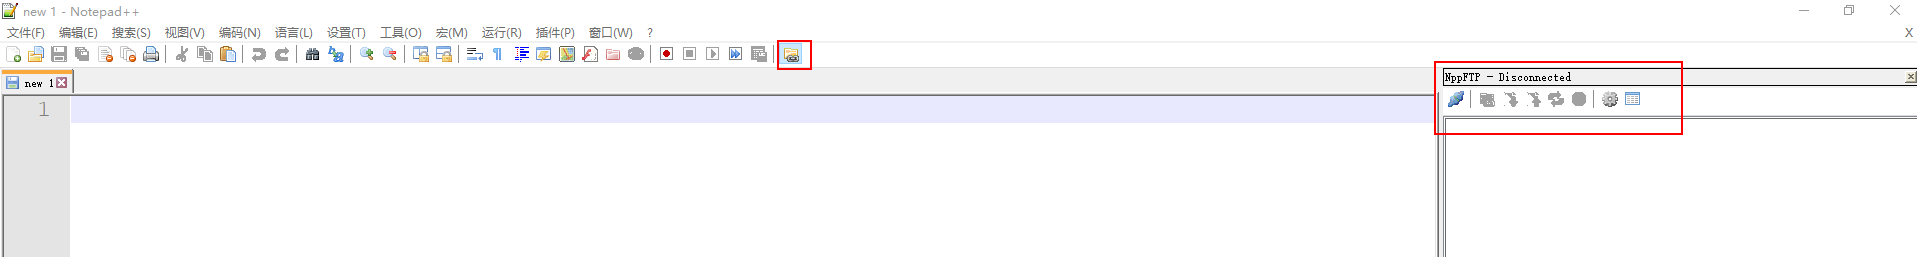 new 1 - Notepad++
文件(F) 编辑(E) 搜索(S) 视图(V) 编码(N) 语言(L) 设置(T) 工具(O) 宏(M) 运行(R) 插件(P) 窗口(W) ? X
new 1
NppFTP - Disconnected
1